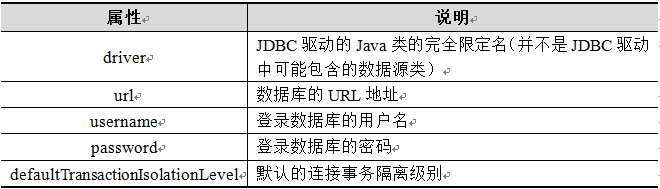 属性 说明
driver JDBC 驱动的 Java 类的完全限定名（并不是 JDBC 驱动
中可能包含的数据源类）
url 数据库的 URL 地址
username 登录数据库的用户名
password 登录数据库的密码
defaultTransactionIsolationLevel 默认的连接事务隔离级别